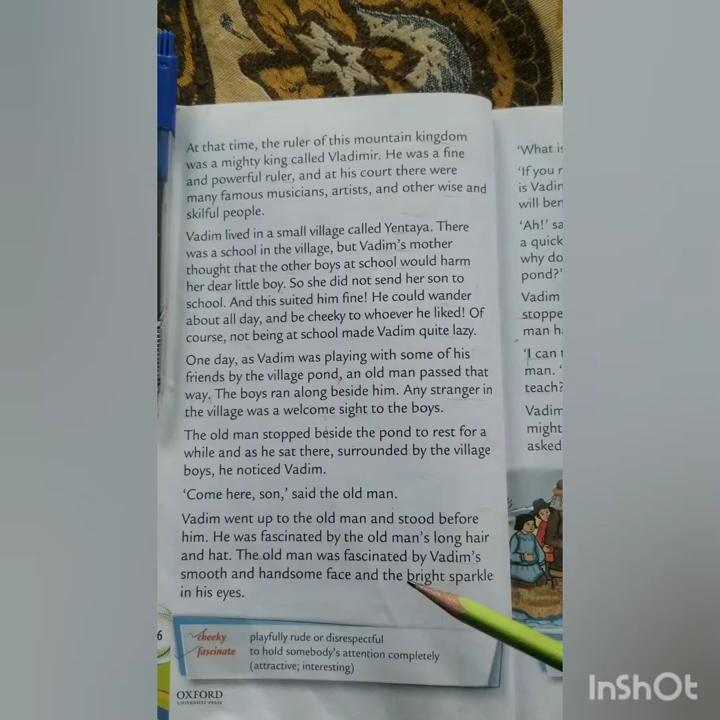 At that time, the ruler of this mountain kingdom
was a mighty king called Vladimir. He was a fine
and powerful ruler, and at his court there were
many famous musicians, artists, and other wise and
skilful people.
Vadim lived in a small village called Yentaya. There
was a school in the village, but Vadim's mother
thought that the other boys at school would harm
her dear little boy. So she did not send her son to
school. And this suited him fine! He could wander
about all day, and be cheeky to whoever he liked! Of
course, not being at school made Vadim quite lazy.
One day, as Vadim was playing with some of his
friends by the village pond, an old man passed that
way. The boys ran along beside him. Any stranger in
the village was a welcome sight to the boys.
The old man stopped beside the pond to rest for a
while and as he sat there, surrounded by the village
boys, he noticed Vadim.
‘Come here, son,’ said the old man.
Vadim went up to the old man and stood before
him. He was fascinated by the old man's long hair
and hat. The old man was fascinated by Vadim's
smooth and handsome face and the bright sparkle
in his eyes.
6
cheeky playfully rude or disrespectful
fascinate to hold somebody's attention completely
(attractive; interesting)
OXFORD
UNIVERSITY PRESS
‘What is
‘If you
is Vadim
will
‘Ah!’
a quick
why do
pond?’
Vadim
man
‘I can
man. ‘
teach?
Vadim
might
asked
InShOt